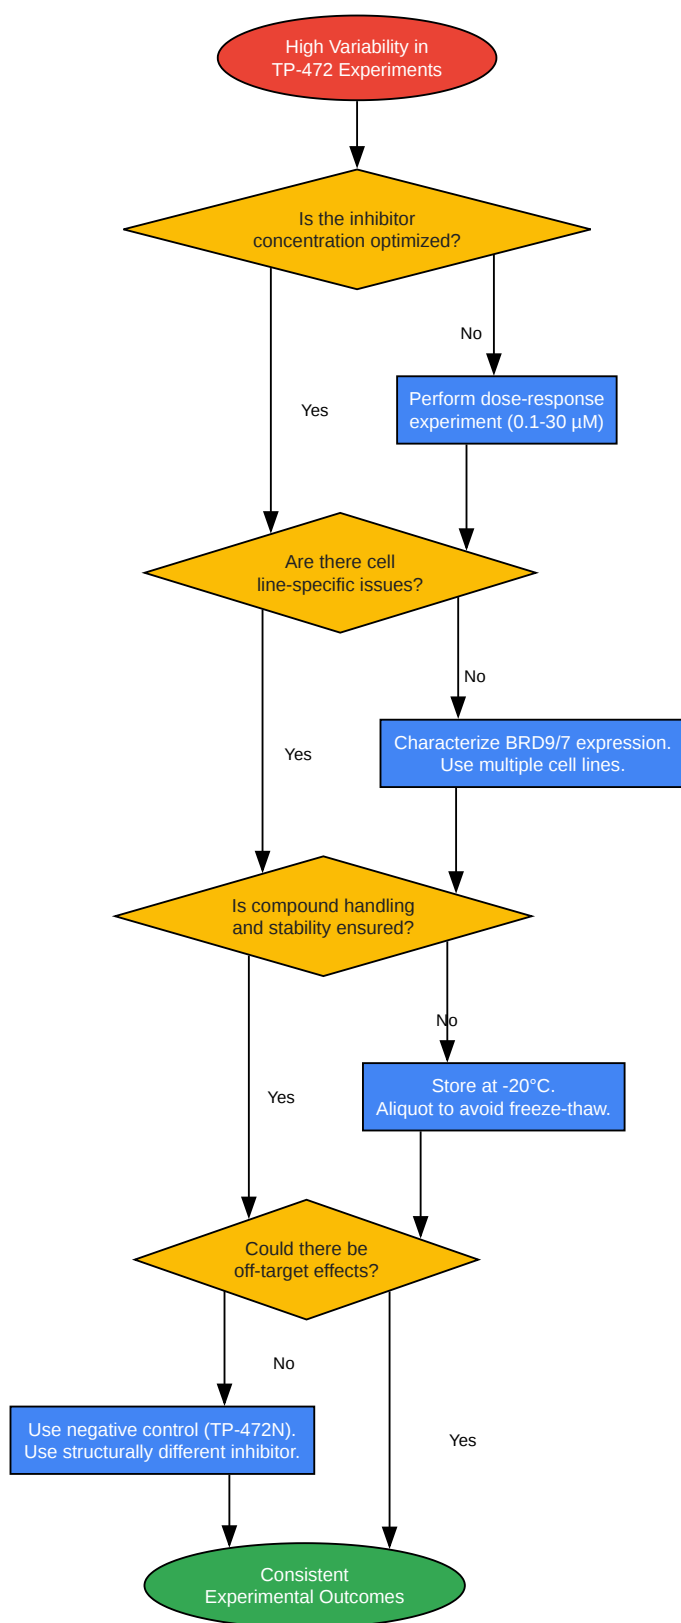 High Variability in
TP-472 Experiments
Is the inhibitor
concentration optimized?
No
Yes
Perform dose-response
experiment (0.1-30 µM)
Are there cell
line-specific issues?
No
Yes
Characterize BRD9/7 expression.
Use multiple cell lines.
Is compound handling
and stability ensured?
No
Yes
Store at -20°C.
Aliquot to avoid freeze-thaw.
Could there be
off-target effects?
No
Yes
Use negative control (TP-472N).
Use structurally different inhibitor.
Consistent
Experimental Outcomes